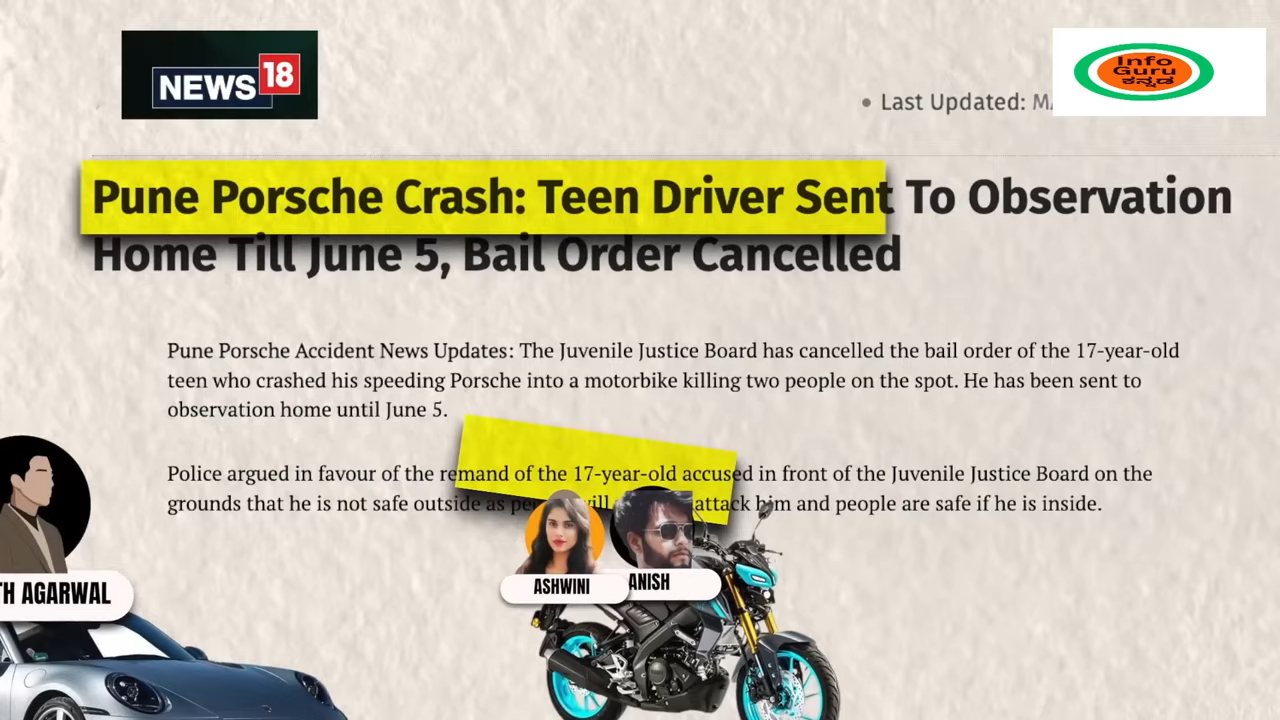 NEWS 18
Info
Guru
ಕನ್ನಡ
• Last Updated:
Pune Porsche Crash: Teen Driver Sent To Observation
Home Till June 5, Bail Order Cancelled
Pune Porsche Accident News Updates: The Juvenile Justice Board has cancelled the bail order of the 17-year-old
teen who crashed his speeding Porsche into a motorbike killing two people on the spot. He has been sent to
observation home until June 5.
Police argued in favour of the remand of the 17-year-old accused in front of the Juvenile Justice Board on the
grounds that he is not safe outside as will attack him and people are safe if he is inside.
ASHWINI
ANISH
TH AGARWAL